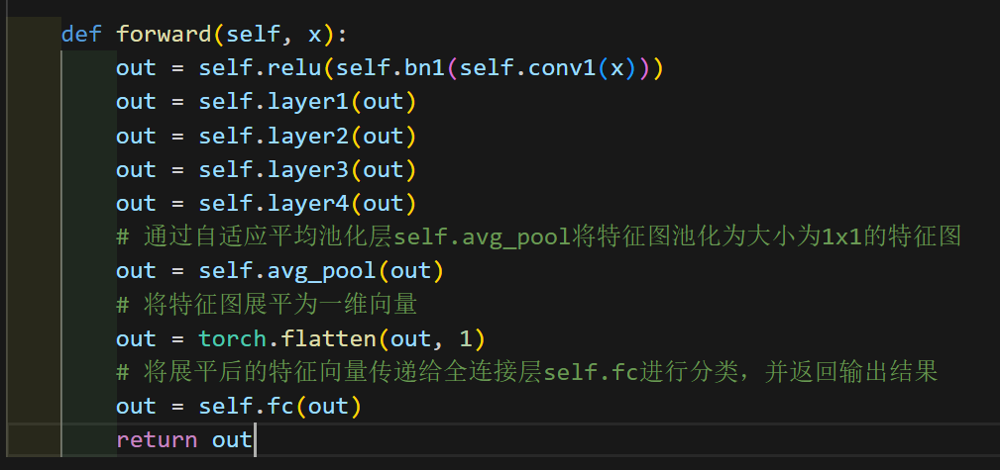 def forward(self, x):
out = self.relu(self.bn1(self.conv1(x)))
out = self.layer1(out)
out = self.layer2(out)
out = self.layer3(out)
out = self.layer4(out)
# 通过自适应平均池化层self.avg_pool将特征图池化为大小为1x1的特征图
out = self.avg_pool(out)
# 将特征图展平为一维向量
out = torch.flatten(out, 1)
# 将展平后的特征向量传递给全连接层self.fc进行分类，并返回输出结果
out = self.fc(out)
return out